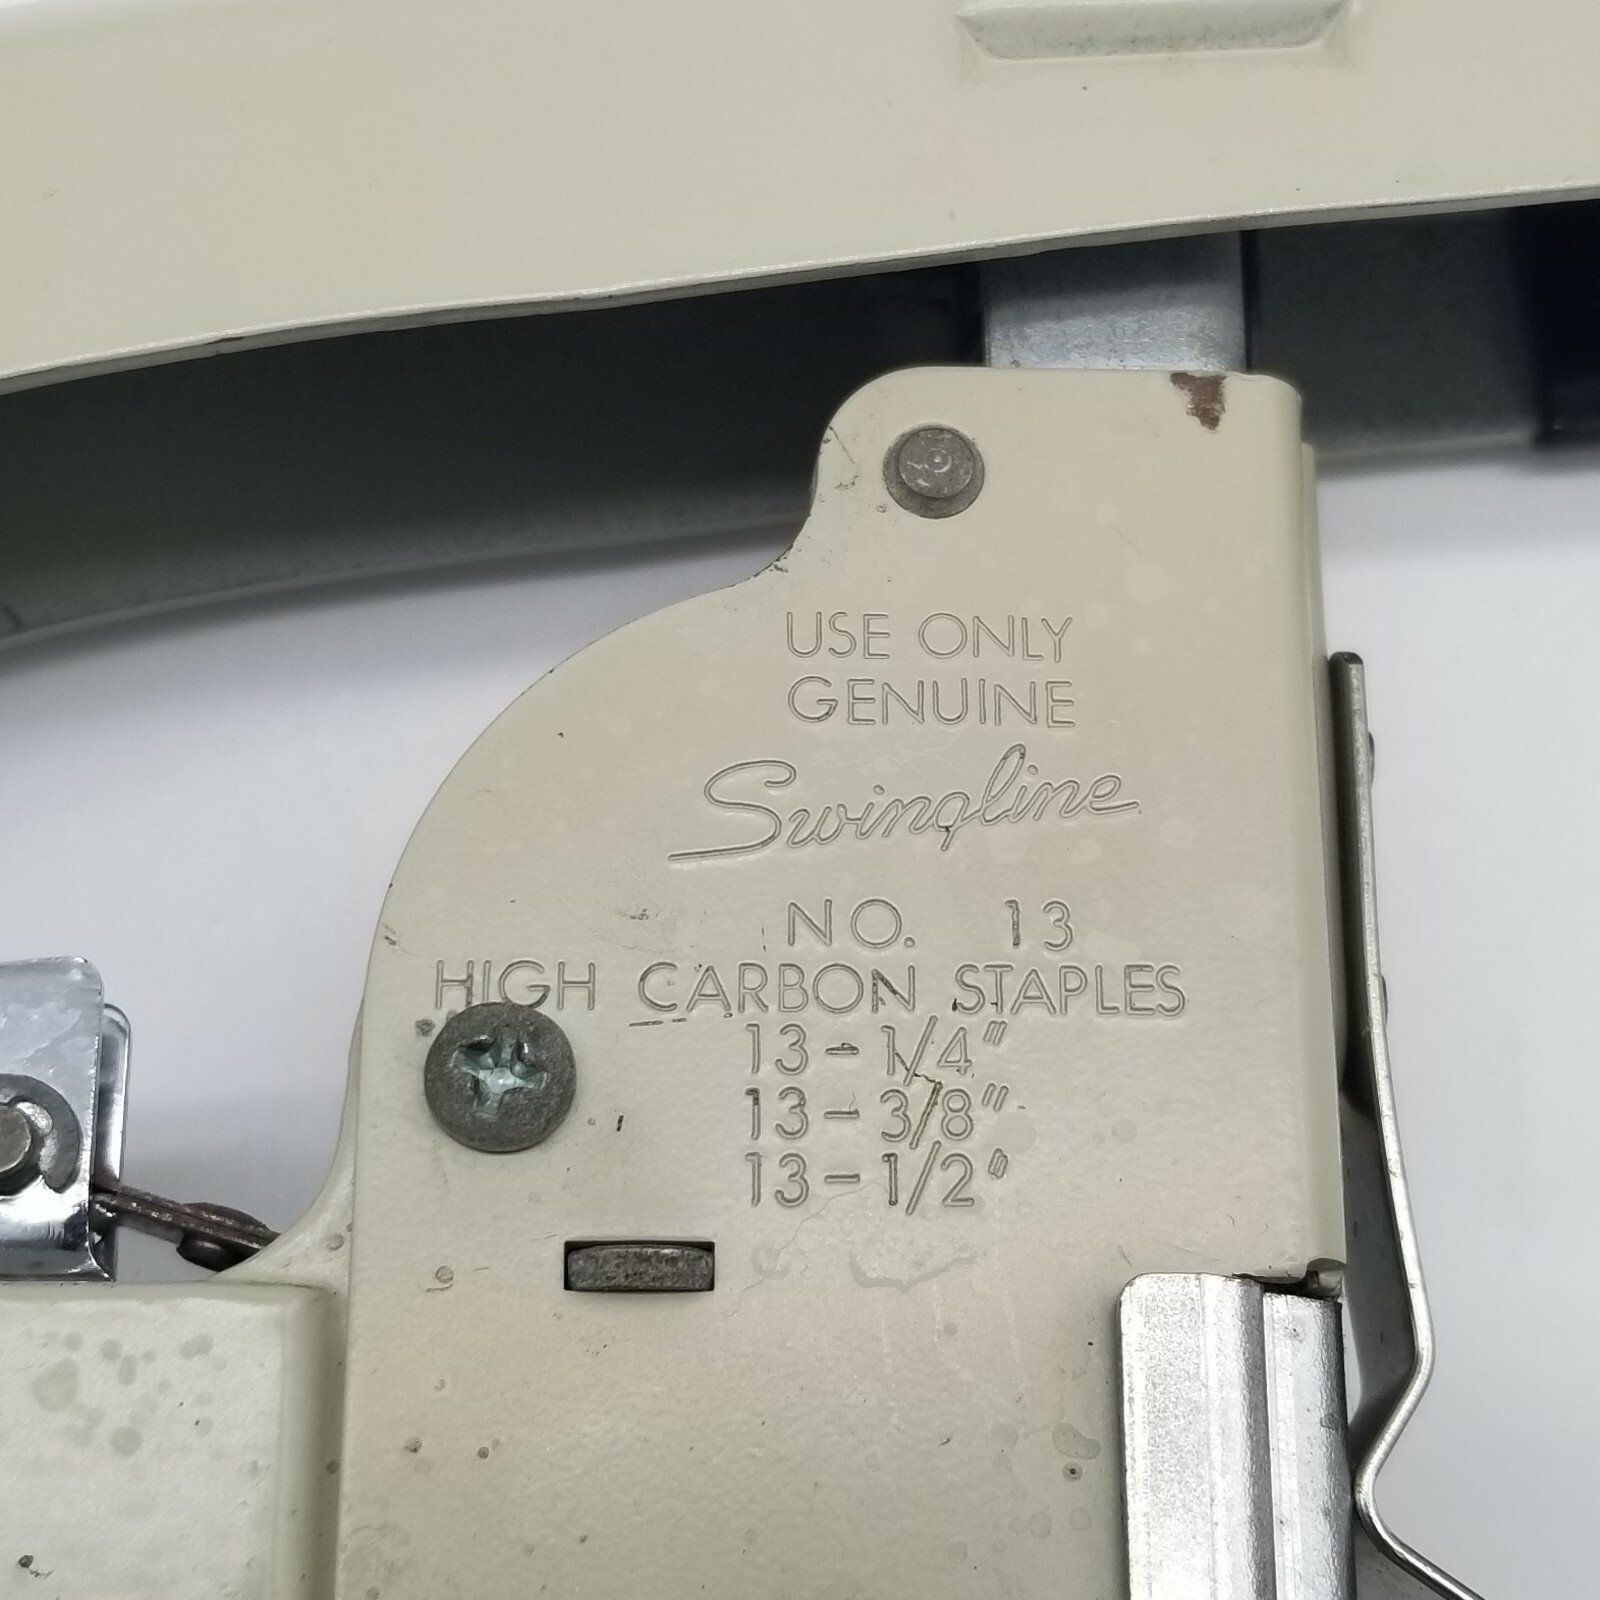 USE ONLY
GENUINE
Swingline
NO. 13
HIGH CARBON STAPLES
13-1/4"
13-3/8"
13-1/2"